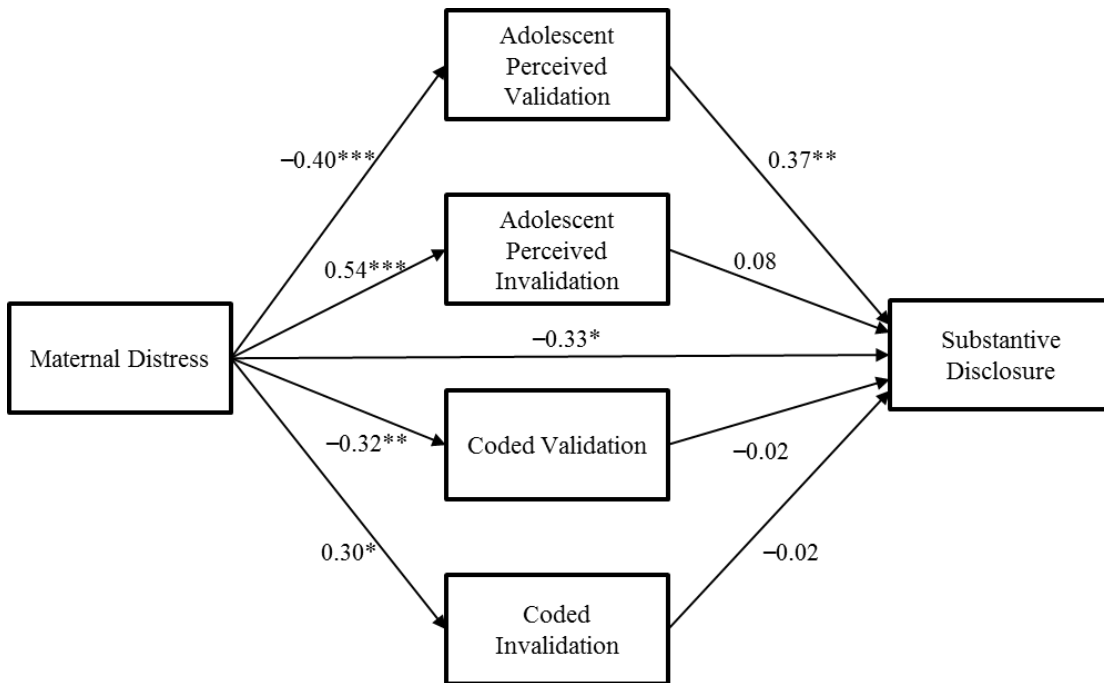 Adolescent
Perceived
Validation
−0.40***
0.37**
Adolescent
Perceived
Invalidation
0.54***
0.08
Maternal Distress
−0.33*
Substantive
Disclosure
−0.32**
Coded Validation
−0.02
0.30*
−0.02
Coded
Invalidation